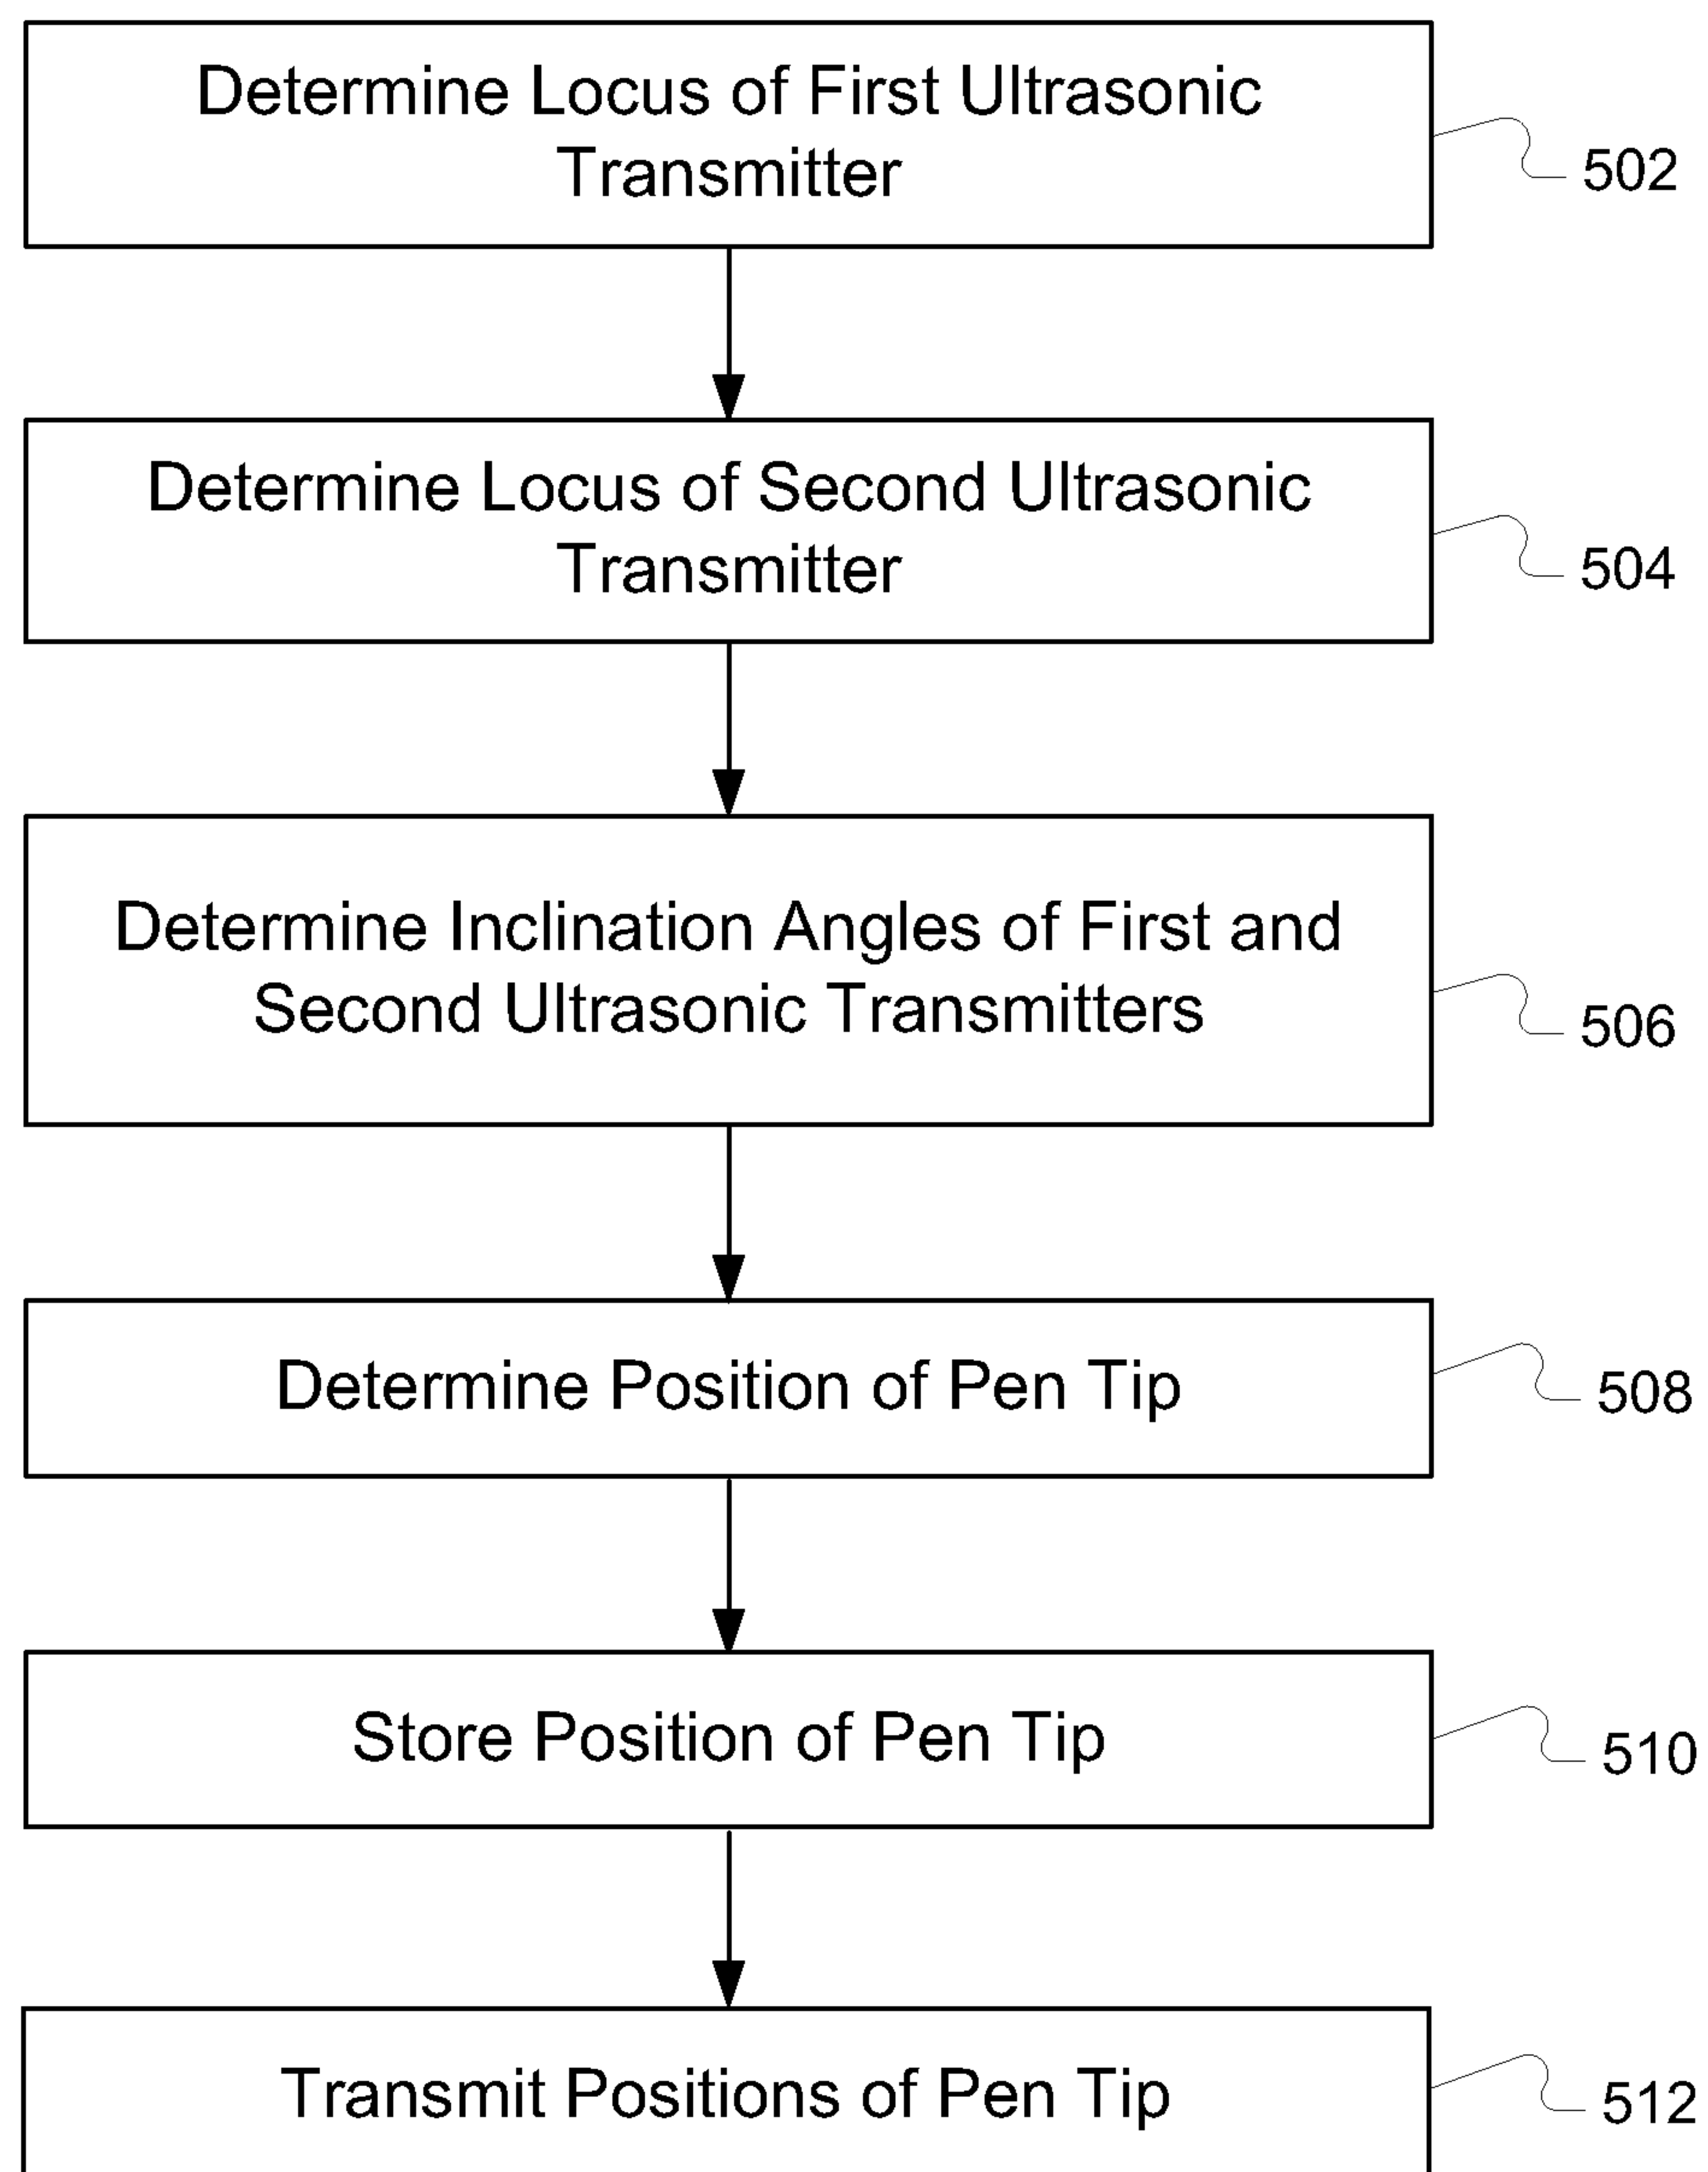 Determine Locus of First Ultrasonic
Transmitter
502
Determine Locus of Second Ultrasonic
Transmitter
504
Determine Inclination Angles of First and
Second Ultrasonic Transmitters
506
Determine Position of Pen Tip
508
Store Position of Pen Tip
510
Transmit Positions of Pen Tip
512